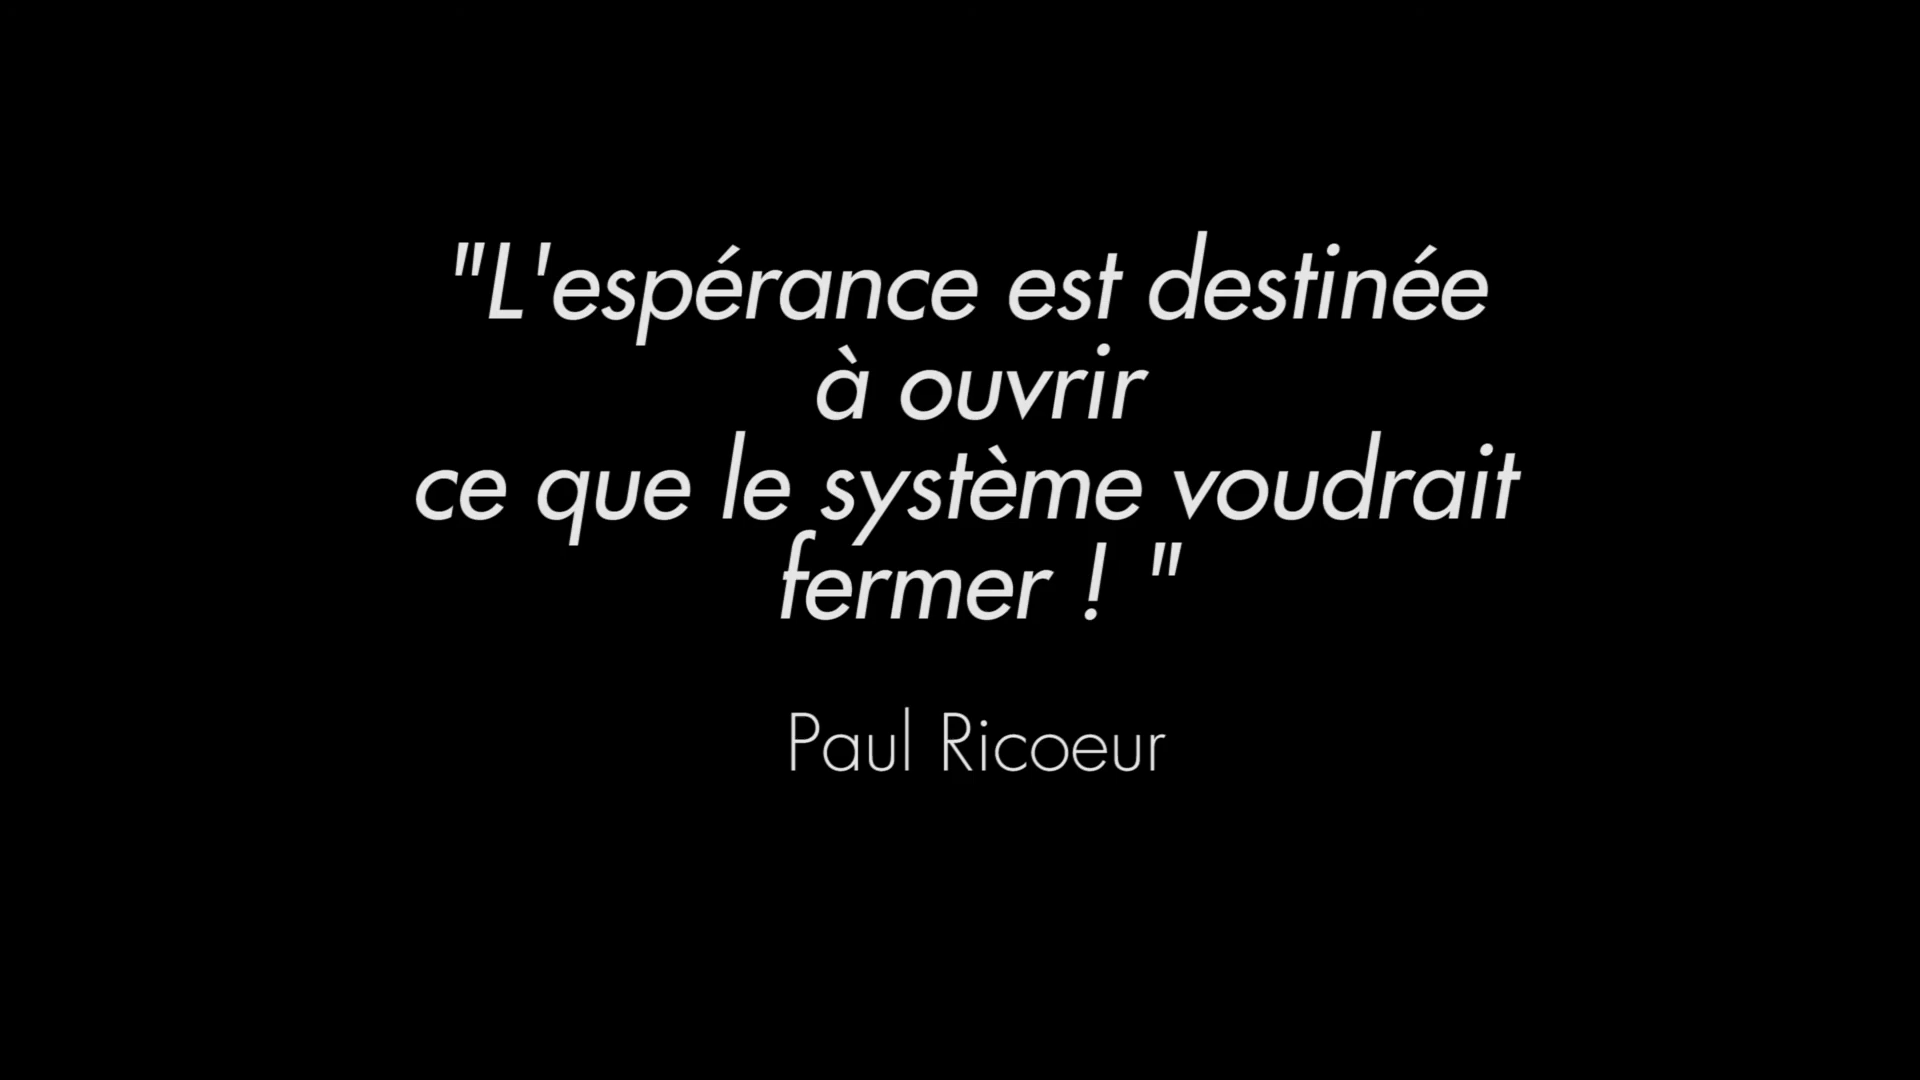 "L'espérance est destinée
à ouvrir
ce que le système voudrait
fermer ! "
Paul Ricoeur